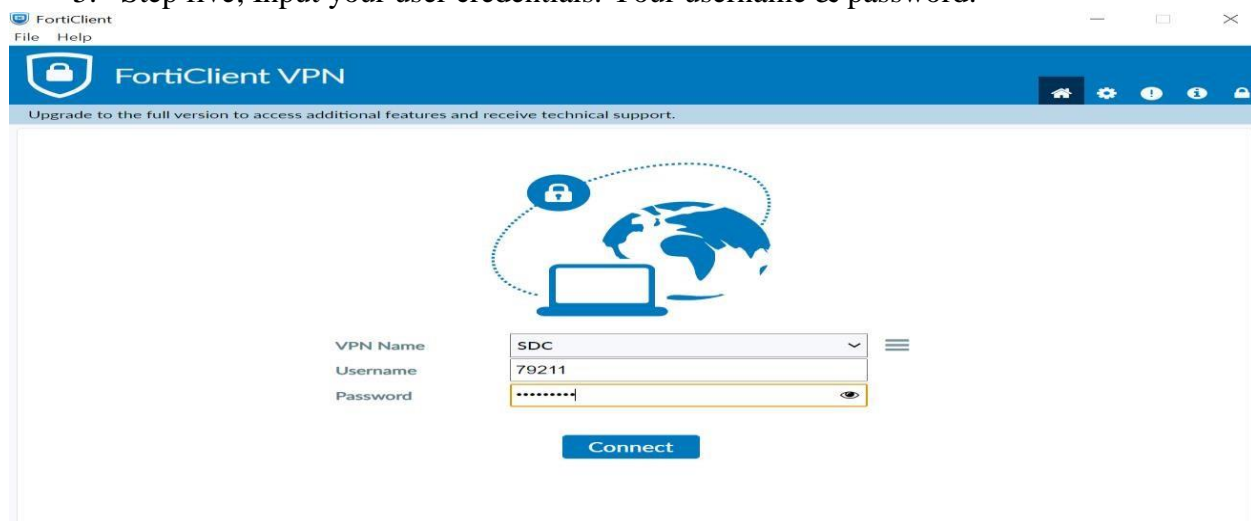 Step five, Input your user credentials. Your username & password.
FortiClient
File Help
FortiClient VPN
Upgrade to the full version to access additional features and receive technical support.
VPN Name SDC
Username 79211
Password •••••••••
Connect